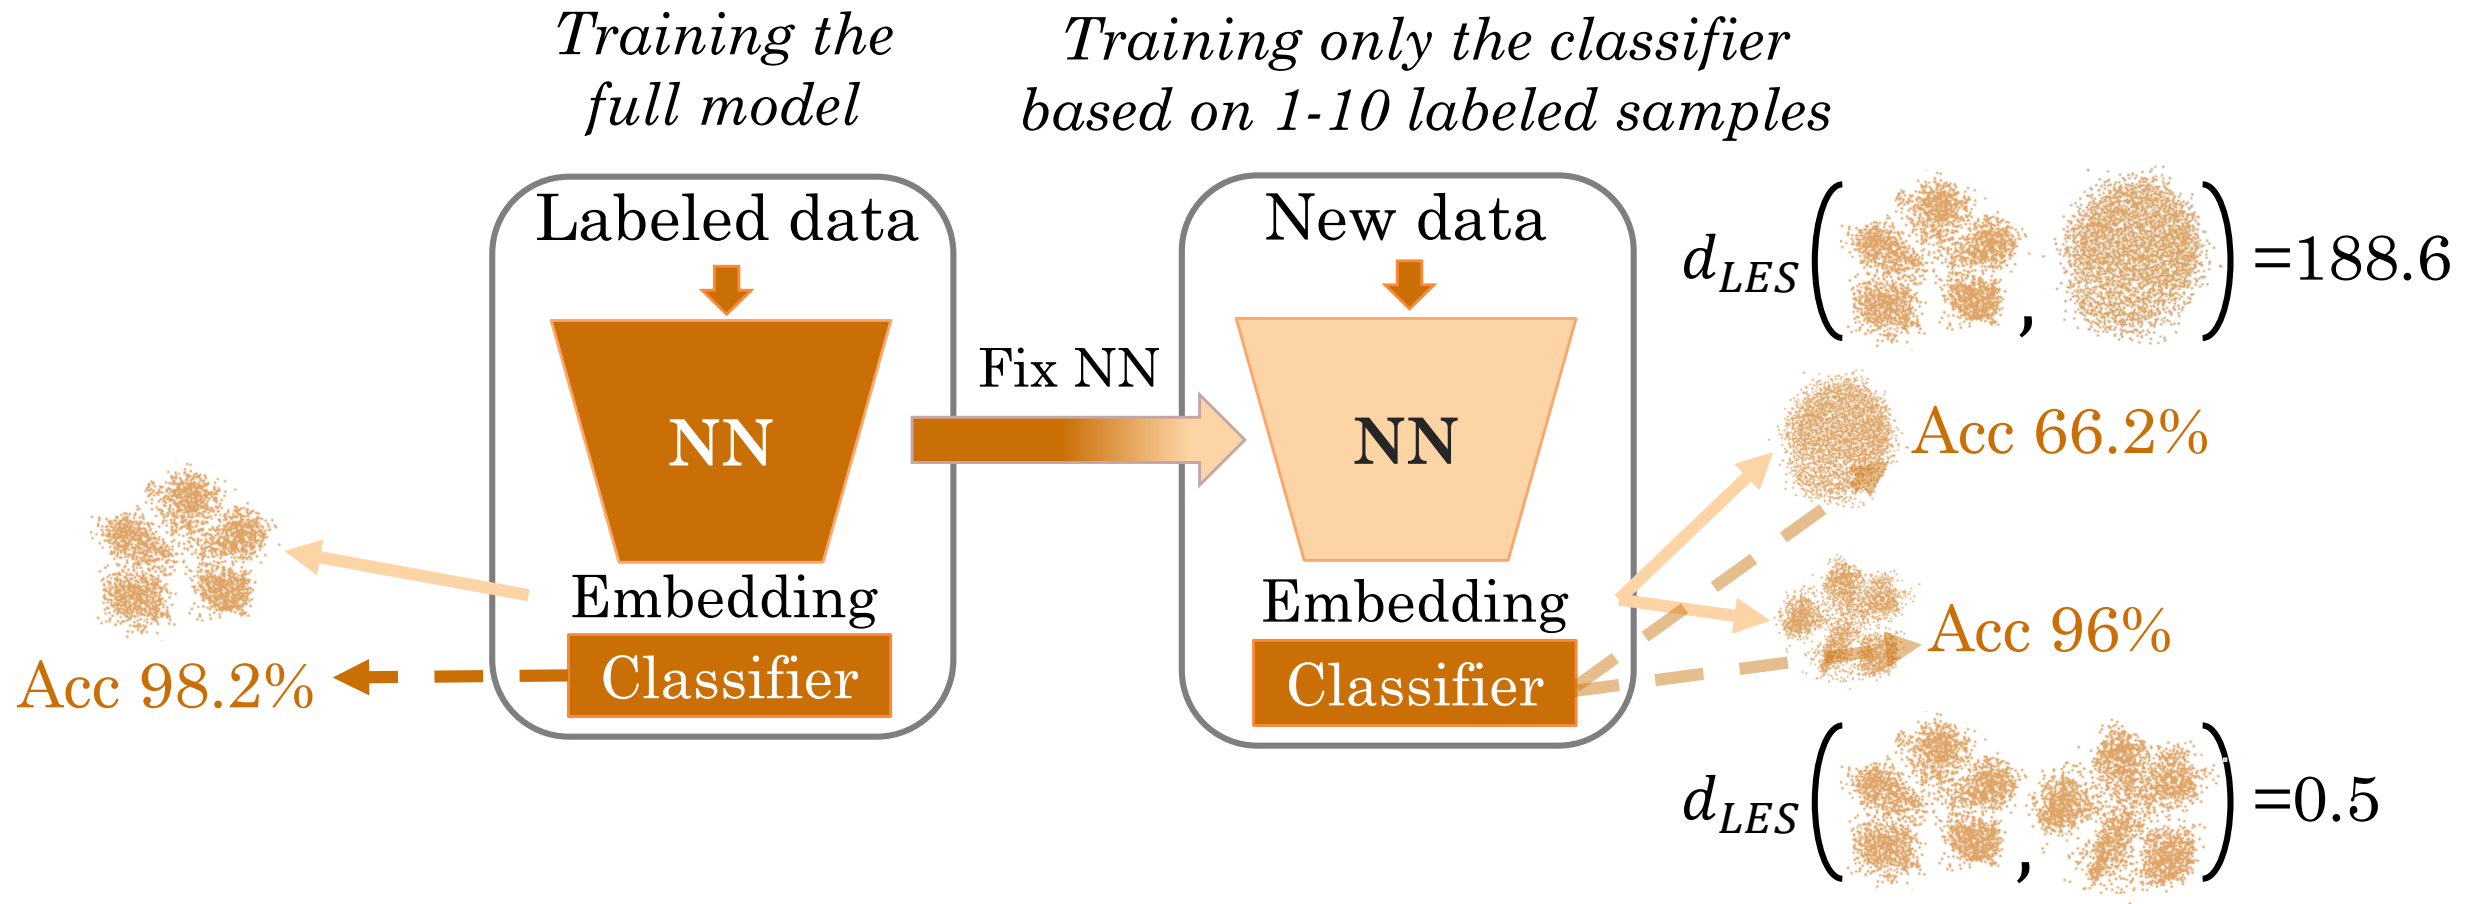 Training the
full model
Training only the classifier
based on 1-10 labeled samples
Labeled data
NN
Embedding
Classifier
Acc 98.2%
Fix NN
New data
NN
Embedding
Classifier
d_LES( , ) =188.6
Acc 66.2%
Acc 96%
d_LES( , ) =0.5